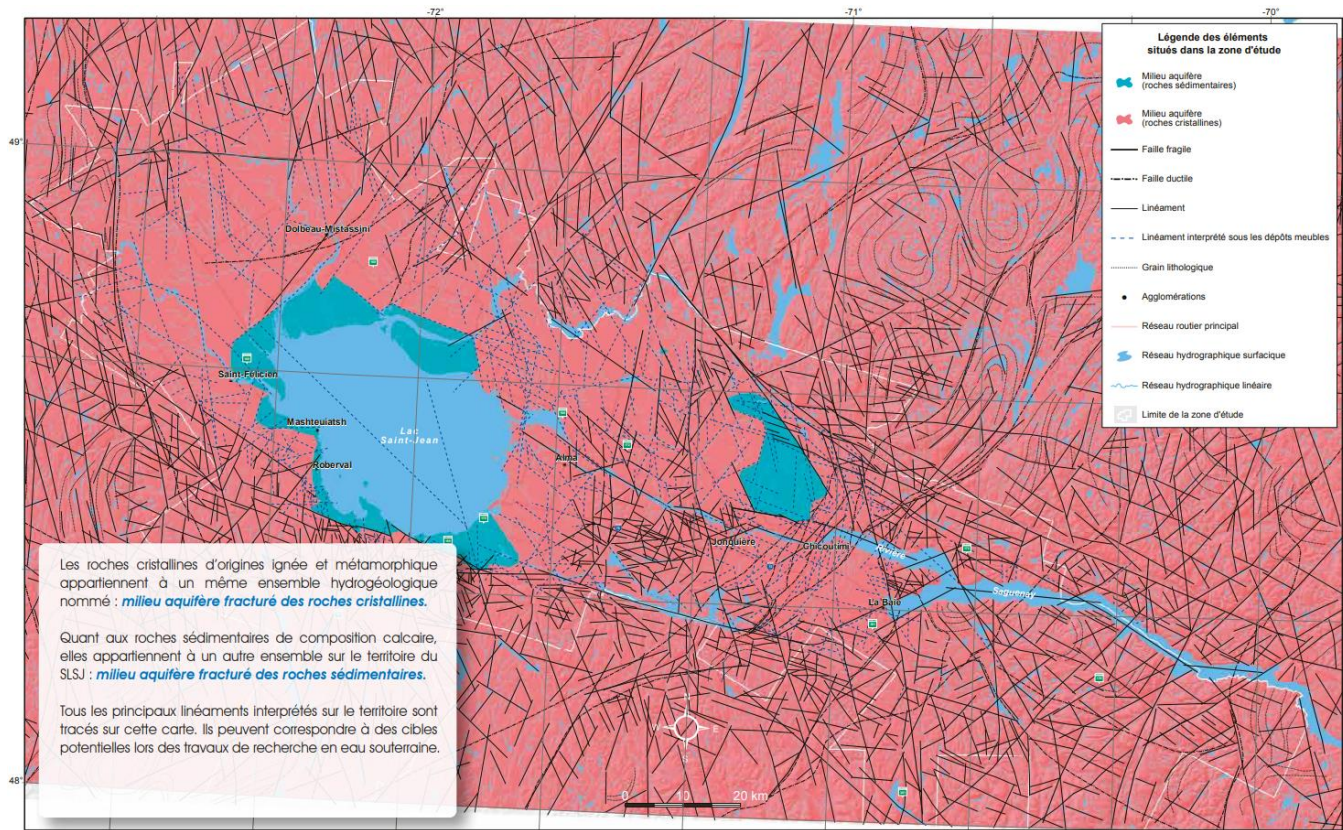 -72°
-71°
-70°
Légende des éléments
situés dans la zone d'étude
Milieu aquifère
(roches sédimentaires)
Milieu aquifère
(roches cristallines)
Faille fragile
Faille ductile
Linéament
Linéament interprété sous les dépôts meubles
Grain lithologique
Agglomérations
Réseau routier principal
Réseau hydrographique surfacique
Réseau hydrographique linéaire
Limite de la zone d'étude
49°
Dolbeau-Mistassini
Saint-Félicien
Mashteuiatsh
Lac
Saint-Jean
Roberval
Alma
Jonquière
Chicoutimi
Rivière
Saguenay
La Baie
Les roches cristallines d'origines ignée et métamorphique
appartiennent à un même ensemble hydrogéologique
nommé : milieu aquifère fracturé des roches cristallines.
Quant aux roches sédimentaires de composition calcaire,
elles appartiennent à un autre ensemble sur le territoire du
SLSJ : milieu aquifère fracturé des roches sédimentaires.
Tous les principaux linéaments interprétés sur le territoire sont
tracés sur cette carte. Ils peuvent correspondre à des cibles
potentielles lors des travaux de recherche en eau souterraine.
48°
E
S
0 10 20 km